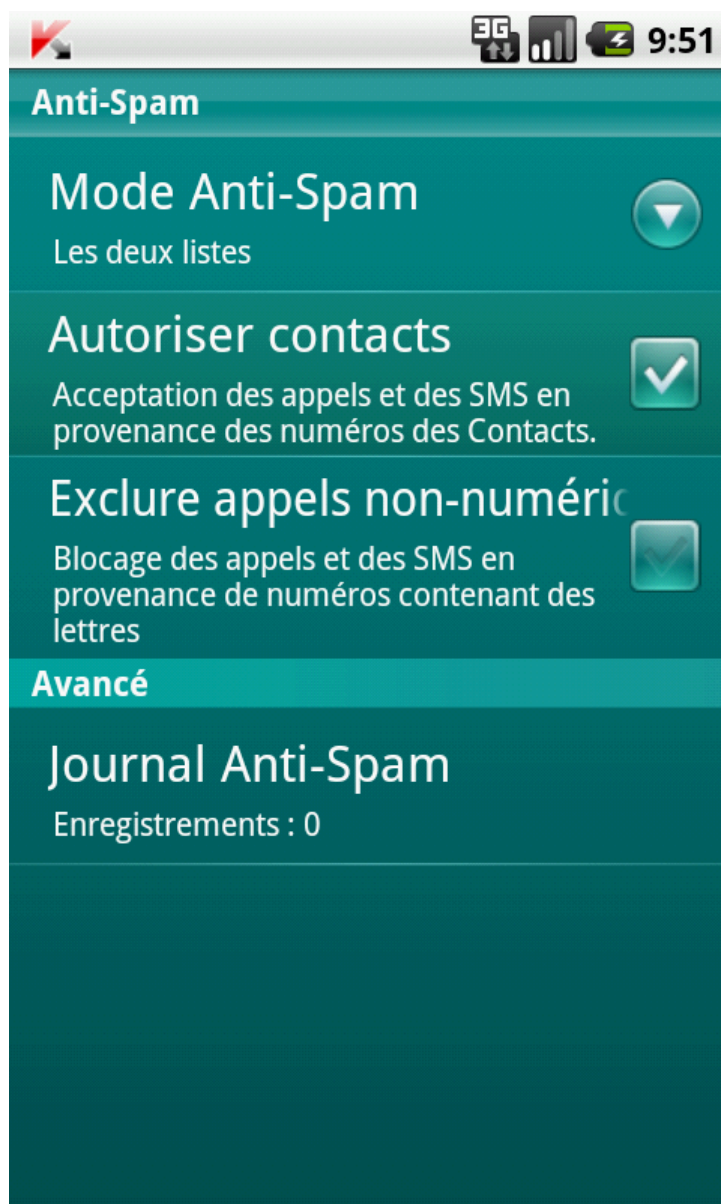 3G 9:51
Anti-Spam
Mode Anti-Spam
Les deux listes
Autoriser contacts
Acceptation des appels et des SMS en
provenance des numéros des Contacts.
Exclure appels non-numéric
Blocage des appels et des SMS en
provenance de numéros contenant des
lettres
Avancé
Journal Anti-Spam
Enregistrements : 0